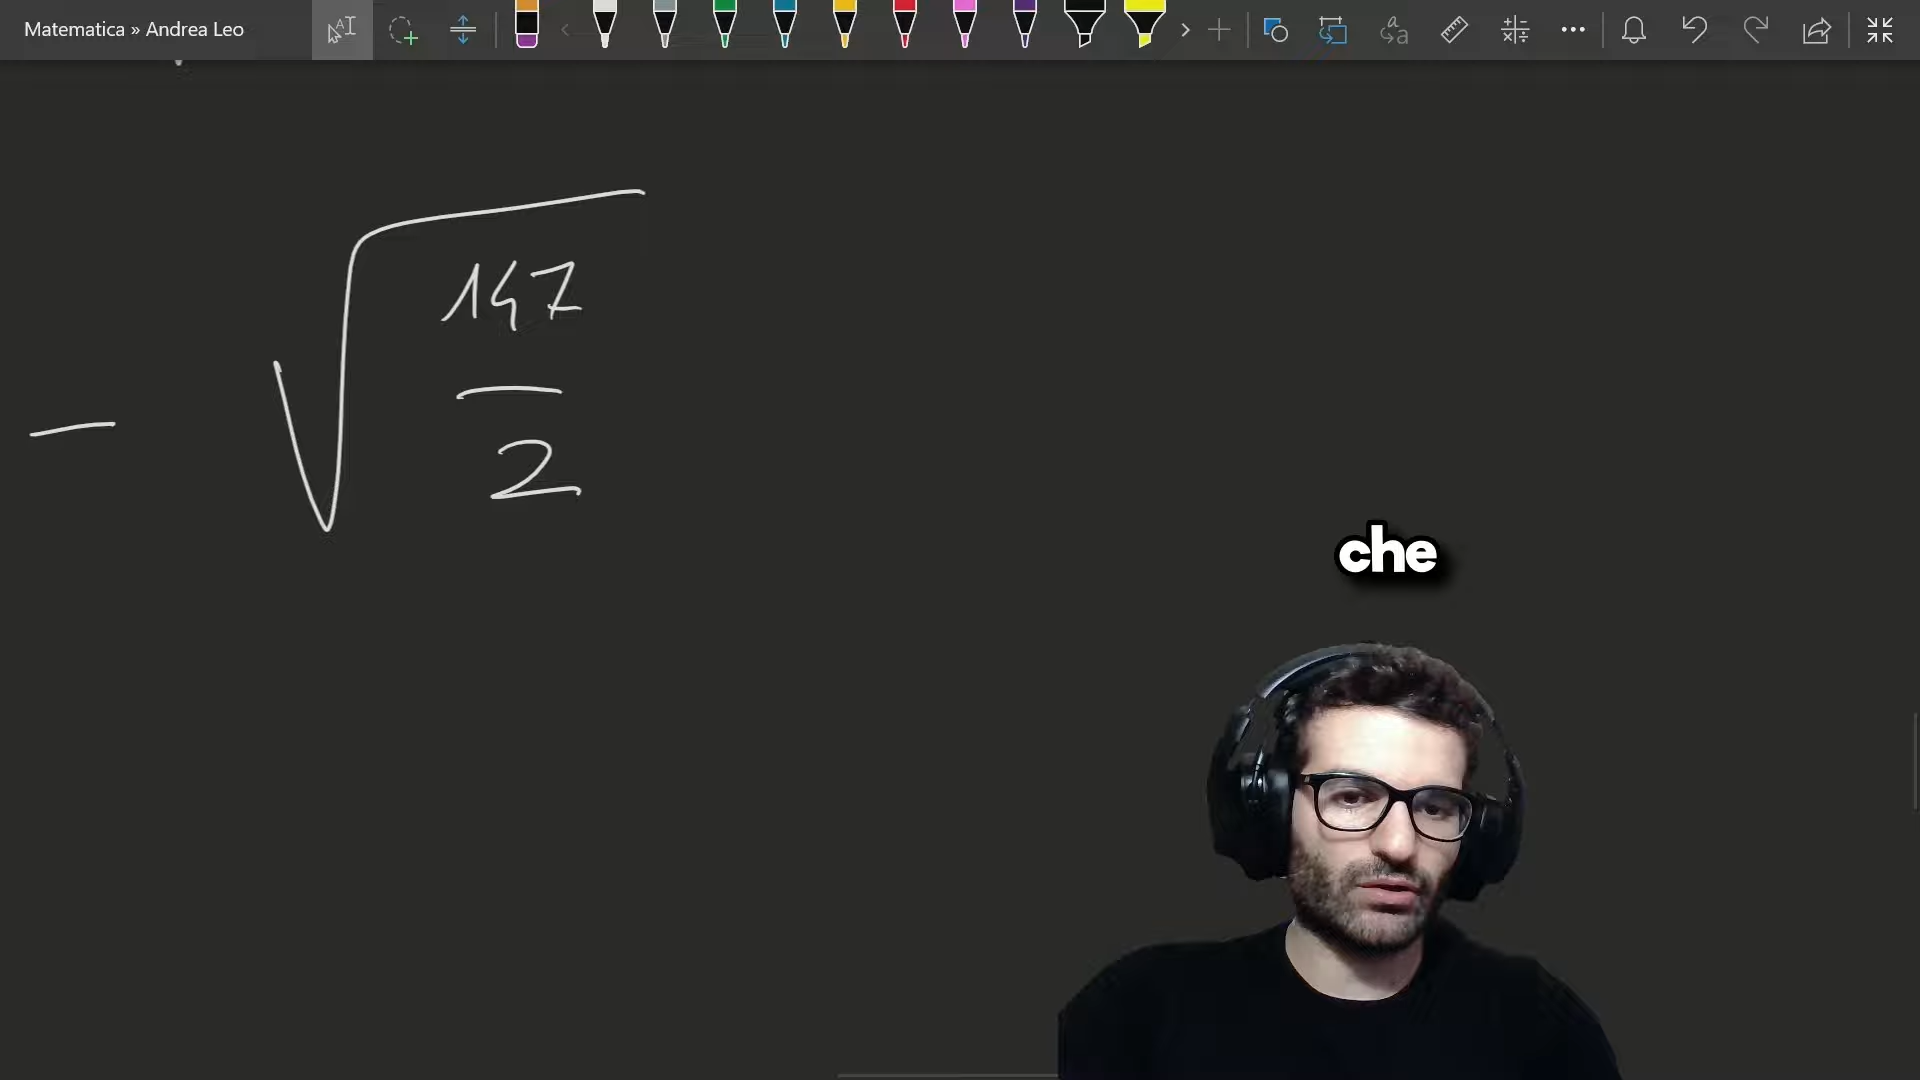 Matematica » Andrea Leo
147
— √
2
che